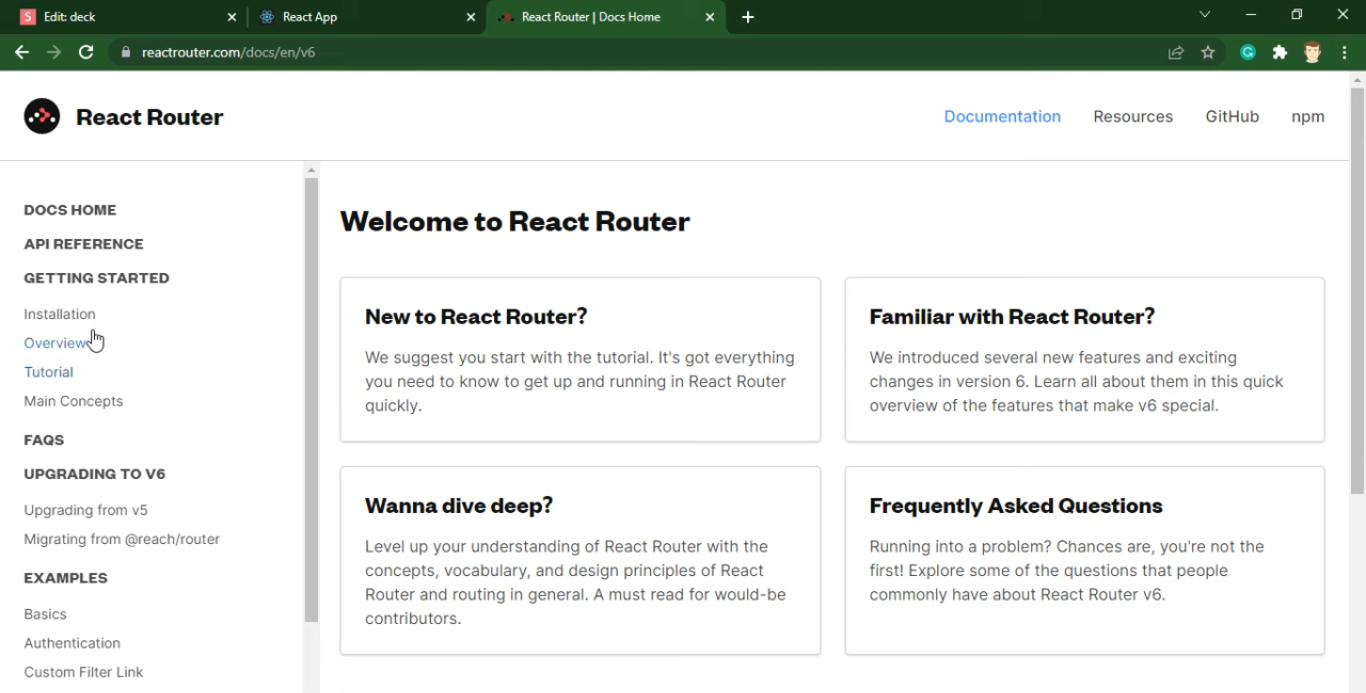 S Edit: deck
React App
React Router | Docs Home
reactrouter.com/docs/en/v6
G
React Router
Documentation
Resources
GitHub
npm
DOCS HOME
API REFERENCE
GETTING STARTED
Installation
Overview
Tutorial
Main Concepts
FAQS
UPGRADING TO V6
Upgrading from v5
Migrating from @reach/router
EXAMPLES
Basics
Authentication
Custom Filter Link
Welcome to React Router
New to React Router?
We suggest you start with the tutorial. It's got everything
you need to know to get up and running in React Router
quickly.
Familiar with React Router?
We introduced several new features and exciting
changes in version 6. Learn all about them in this quick
overview of the features that make v6 special.
Wanna dive deep?
Level up your understanding of React Router with the
concepts, vocabulary, and design principles of React
Router and routing in general. A must read for would-be
contributors.
Frequently Asked Questions
Running into a problem? Chances are, you're not the
first! Explore some of the questions that people
commonly have about React Router v6.